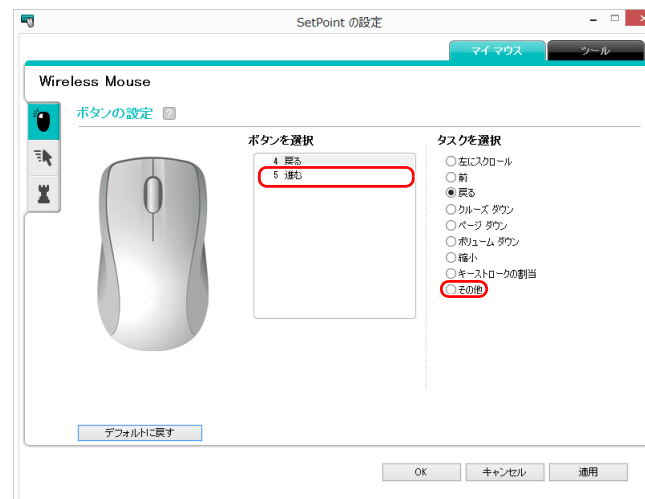 SetPoint の設定
マイ マウス ツール
Wireless Mouse
ボタンの設定 ?
ボタンを選択
4 戻る
5 進む
タスクを選択
左にスクロール
前
戻る
クルーズ ダウン
ページ ダウン
ボリューム ダウン
縮小
キーストロークの割当
その他
デフォルトに戻す
OK キャンセル 適用